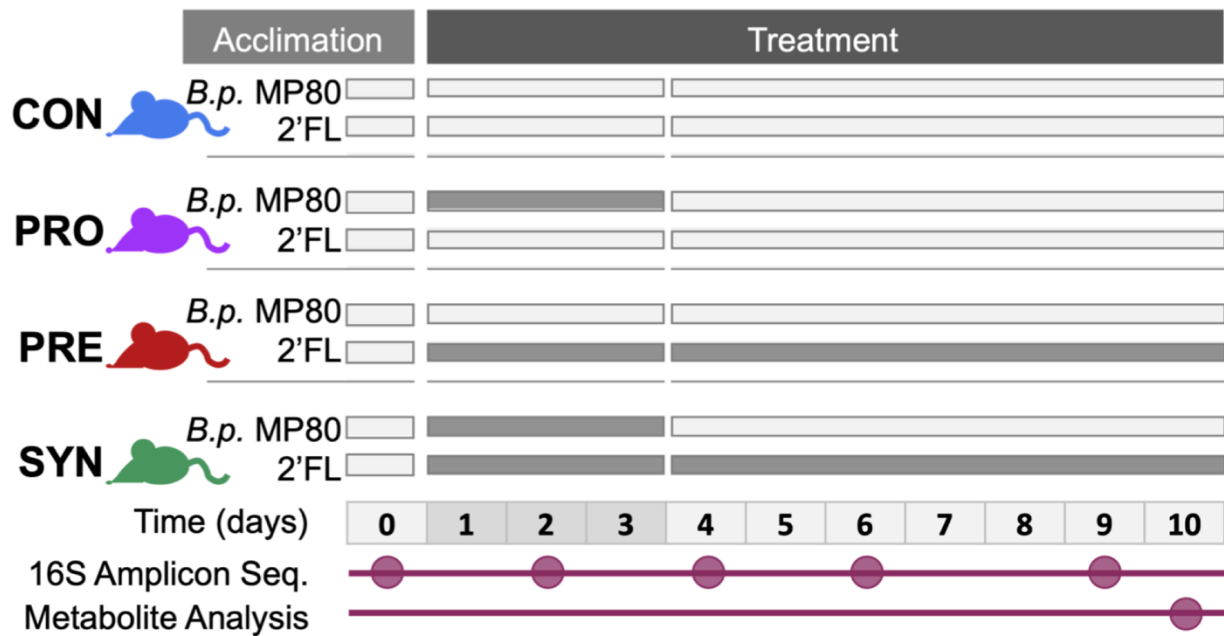 Acclimation Treatment
CON B.p. MP80
2'FL
PRO B.p. MP80
2'FL
PRE B.p. MP80
2'FL
SYN B.p. MP80
2'FL
Time (days) 0 1 2 3 4 5 6 7 8 9 10
16S Amplicon Seq.
Metabolite Analysis